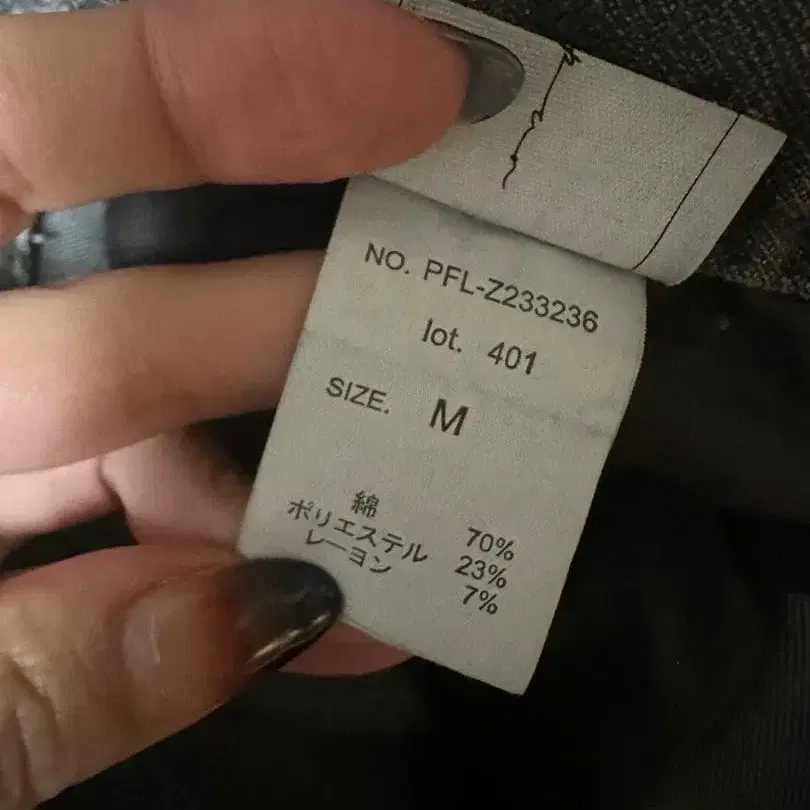 NO. PFL-Z233236
lot. 401
SIZE. M
綿 70%
ポリエステル 23%
レーヨン 7%